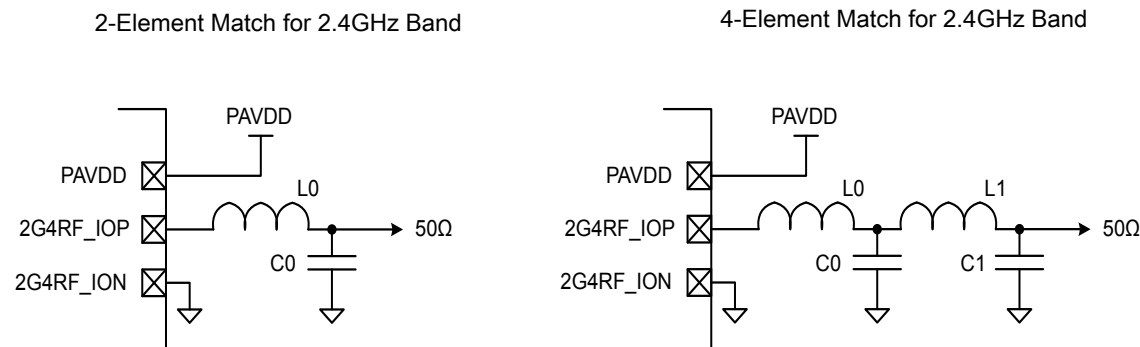 2-Element Match for 2.4GHz Band
PAVDD
PAVDD
L0
2G4RF_IOP
50Ω
C0
2G4RF_ION
4-Element Match for 2.4GHz Band
PAVDD
PAVDD
L0
L1
2G4RF_IOP
50Ω
C0
C1
2G4RF_ION